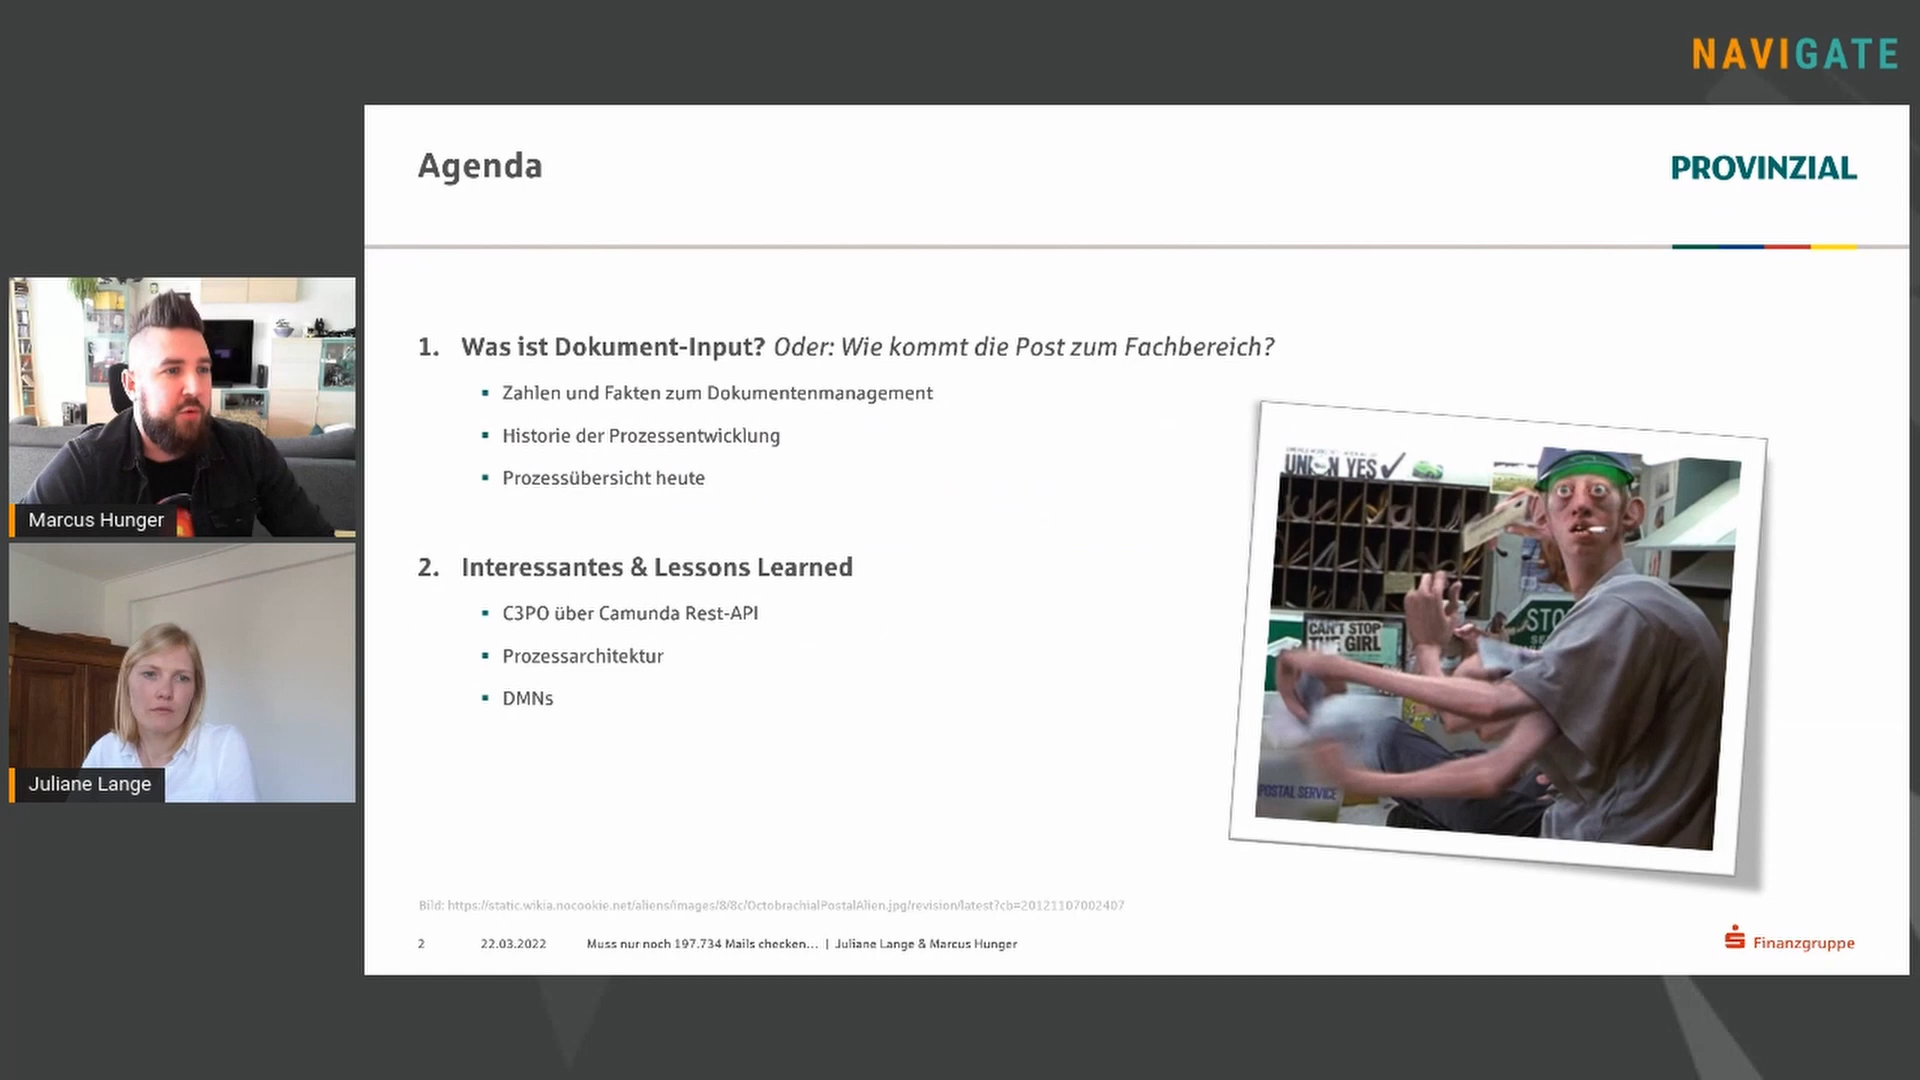 NAVIGATE
Agenda
PROVINZIAL
1. Was ist Dokument-Input? Oder: Wie kommt die Post zum Fachbereich?
▪ Zahlen und Fakten zum Dokumentenmanagement
▪ Historie der Prozessentwicklung
▪ Prozessübersicht heute
2. Interessantes & Lessons Learned
▪ C3PO über Camunda Rest-API
▪ Prozessarchitektur
▪ DMNs
UNION YES
CAN'T STOP
THE GIRL
STO
POSTAL SERVICE
Marcus Hunger
Juliane Lange
Bild: https://static.wikia.nocookie.net/aliens/images/8/8c/OctobrachialPostalAlien.jpg/revision/latest?cb=20121107002407
2 22.03.2022 Muss nur noch 197.734 Mails checken... | Juliane Lange & Marcus Hunger
Finanzgruppe